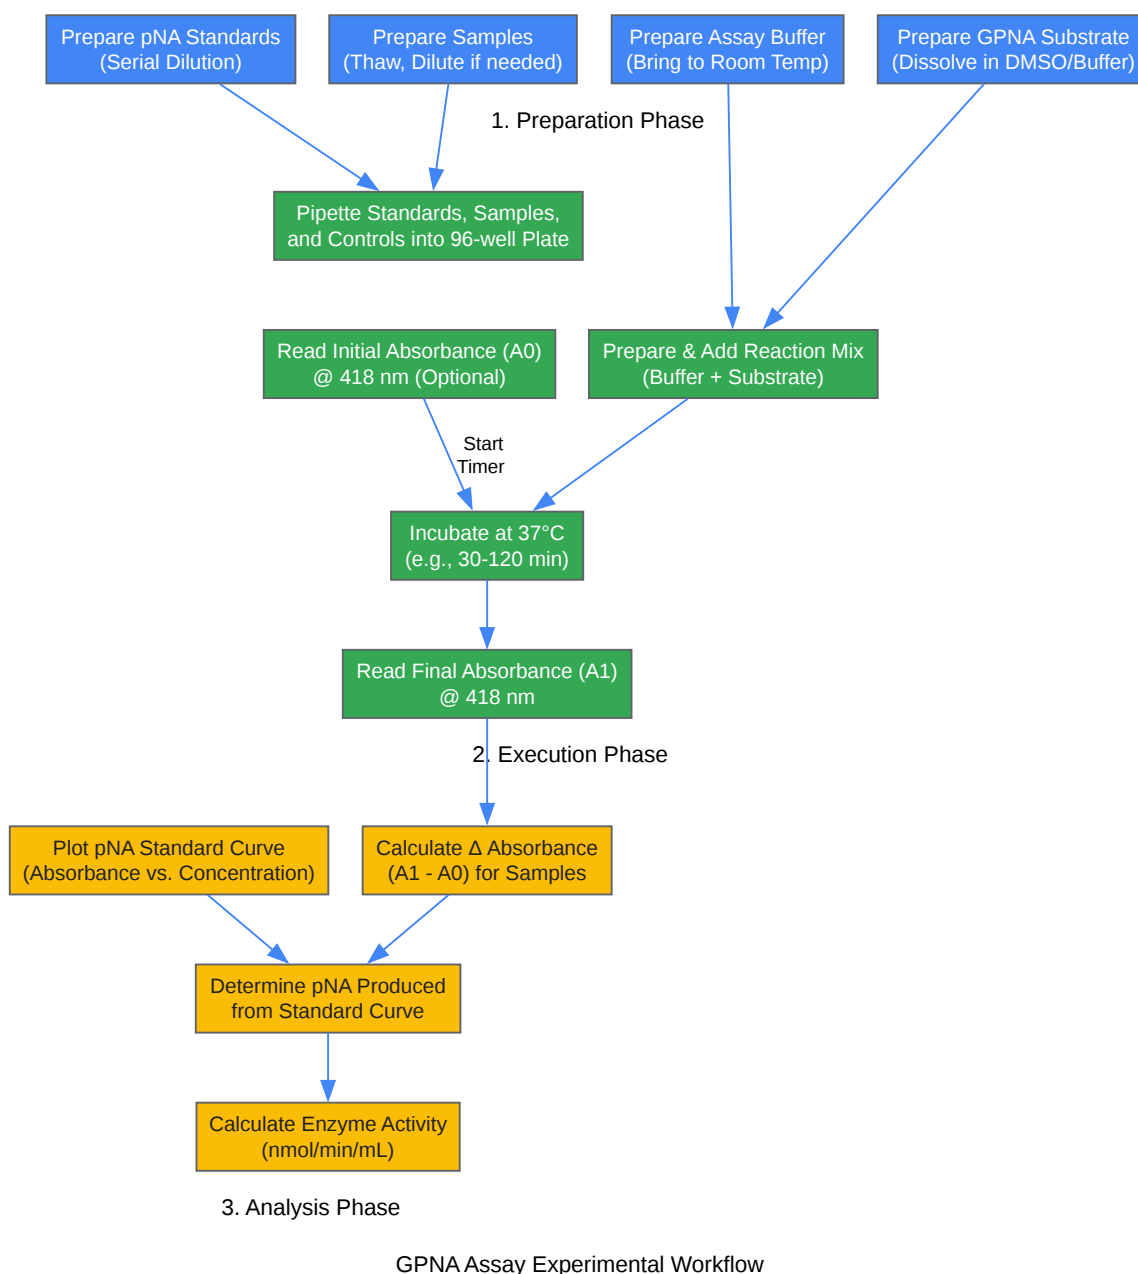 Prepare pNA Standards
(Serial Dilution)
Prepare Samples
(Thaw, Dilute if needed)
Prepare Assay Buffer
(Bring to Room Temp)
Prepare GPNA Substrate
(Dissolve in DMSO/Buffer)
1. Preparation Phase
Pipette Standards, Samples,
and Controls into 96-well Plate
Read Initial Absorbance (A0)
@ 418 nm (Optional)
Prepare & Add Reaction Mix
(Buffer + Substrate)
Start
Timer
Incubate at 37°C
(e.g., 30-120 min)
Read Final Absorbance (A1)
@ 418 nm
2. Execution Phase
Plot pNA Standard Curve
(Absorbance vs. Concentration)
Calculate Δ Absorbance
(A1 - A0) for Samples
Determine pNA Produced
from Standard Curve
Calculate Enzyme Activity
(nmol/min/mL)
3. Analysis Phase
GPNA Assay Experimental Workflow